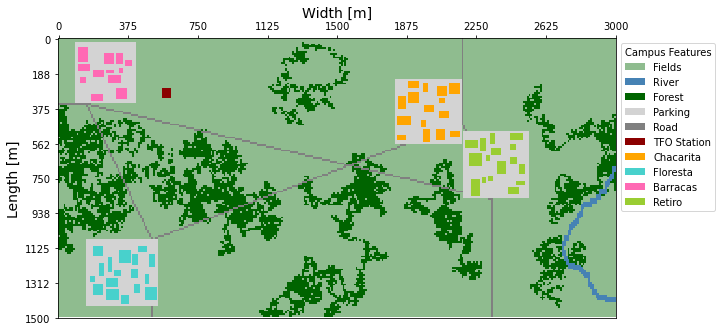 Width [m]
0 375 750 1125 1500 1875 2250 2625 3000
Length [m]
0
188
375
562
750
938
1125
1312
1500
Campus Features
Fields
River
Forest
Parking
Road
TFO Station
Chacarita
Floresta
Barracas
Retiro